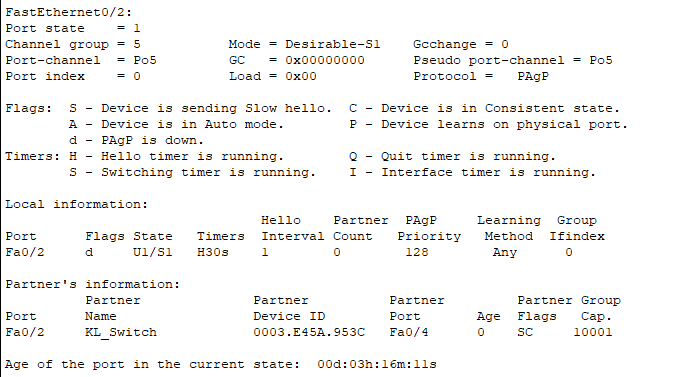 FastEthernet0/2:
Port state    = 1
Channel group = 5         Mode = Desirable-Sl    Gcchange = 0
Port-channel  = Po5       GC   = 0x00000000      Pseudo port-channel = Po5
Port index    = 0         Load = 0x00            Protocol =   PAgP
Flags:  S - Device is sending Slow hello.  C - Device is in Consistent state.
        A - Device is in Auto mode.        P - Device learns on physical port.
        d - PAgP is down.
Timers: H - Hello timer is running.        Q - Quit timer is running.
        S - Switching timer is running.    I - Interface timer is running.
Local information:
                                Hello    Partner  PAgP     Learning  Group
Port      Flags State   Timers  Interval Count    Priority   Method  Ifindex
Fa0/2     d     U1/S1   H30s    1        0        128         Any      0
Partner's information:
          Partner              Partner          Partner            Partner Group
Port      Name                 Device ID        Port       Age   Flags   Cap.
Fa0/2     KL_Switch            0003.E45A.953C   Fa0/4      0     SC      10001
Age of the port in the current state:  00d:03h:16m:11s